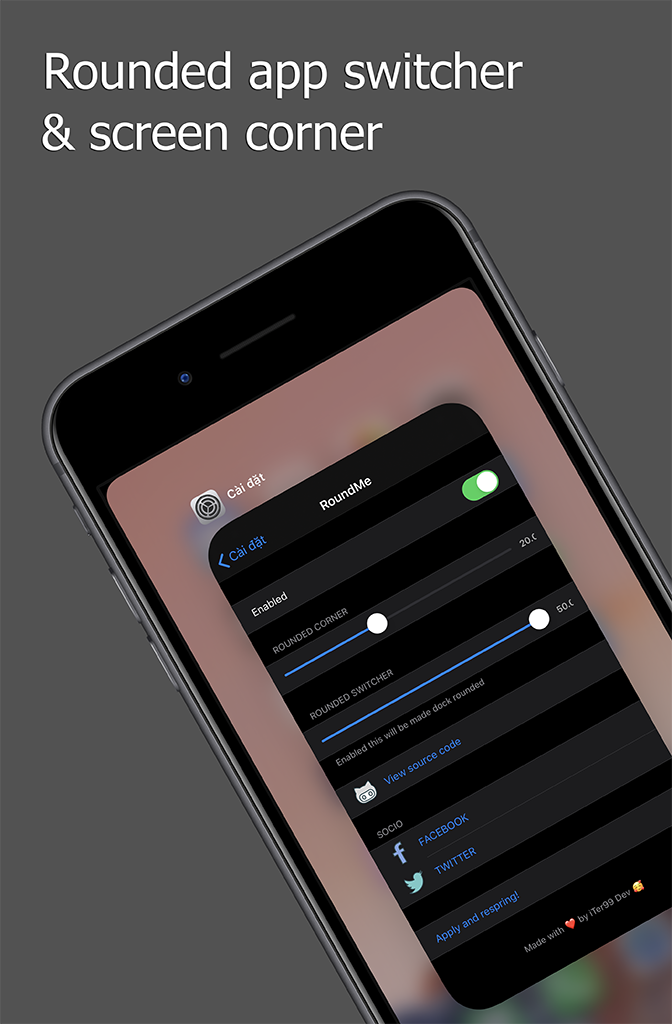 Rounded app switcher
& screen corner
Cài đặt
RoundMe
Cài đặt
Enabled
ROUNDED CORNER
20.0
ROUNDED SWITCHER
50.0
Enabled this will be made dock rounded
View source code
SOCIO
FACEBOOK
TWITTER
Apply and respring!
Made with ❤️ by iTer99 Dev 🥰